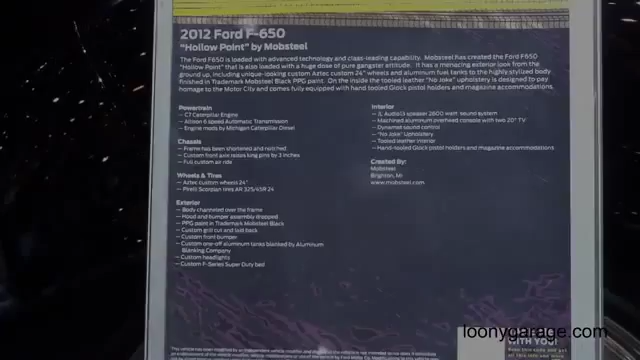 2012 Ford F-650
"Hollow Point" by Mobsteel
The Ford F650 is loaded with advanced technology and class-leading capability. Mobsteel has created the Ford F650
"Hollow Point" that is also loaded with a huge dose of pure gangster attitude. It has a menacing exterior look from the
ground up, including unique-looking custom Aztec custom 24" wheels and aluminum fuel tanks to the highly stylized body
finished in Trademark Mobsteel Black PPG paint. On the inside the tooled leather "No Joke" upholstery is designed to pay
homage to the Motor City and comes fully equipped with hand tooled Glock pistol holders and magazine accommodations.
Powertrain
– C7 Caterpillar Engine
– Allison 6 speed Automatic Transmission
– Engine mods by Michigan Caterpillar Diesel
Chassis
– Frame has been shortened and notched
– Custom front axle raises king pins by 3 inches
– Full custom air ride
Wheels & Tires
– Aztec custom wheels 24"
– Pirelli Scorpion tires AR 325/45R 24
Exterior
– Body channeled over the frame
– Hood and bumper assembly dropped
– PPG paint in Trademark Mobsteel Black
– Custom grill cut and laid back
– Custom front bumper
– Custom one-off aluminum tanks blanked by Aluminum
Blanking Company
– Custom headlights
– Custom F-Series Super Duty bed
Interior
– JL Audio 13 speaker 2600 watt sound system
– Machined aluminum overhead console with two 20" TV
– Dynamat sound control
– "No Joke" Upholstery
– Tooled leather interior
– Hand-tooled Glock pistol holders and magazine accommodations
Created By:
Mobsteel
Brighton, MI
www.mobsteel.com
WITH YOU!
loonygarage.com